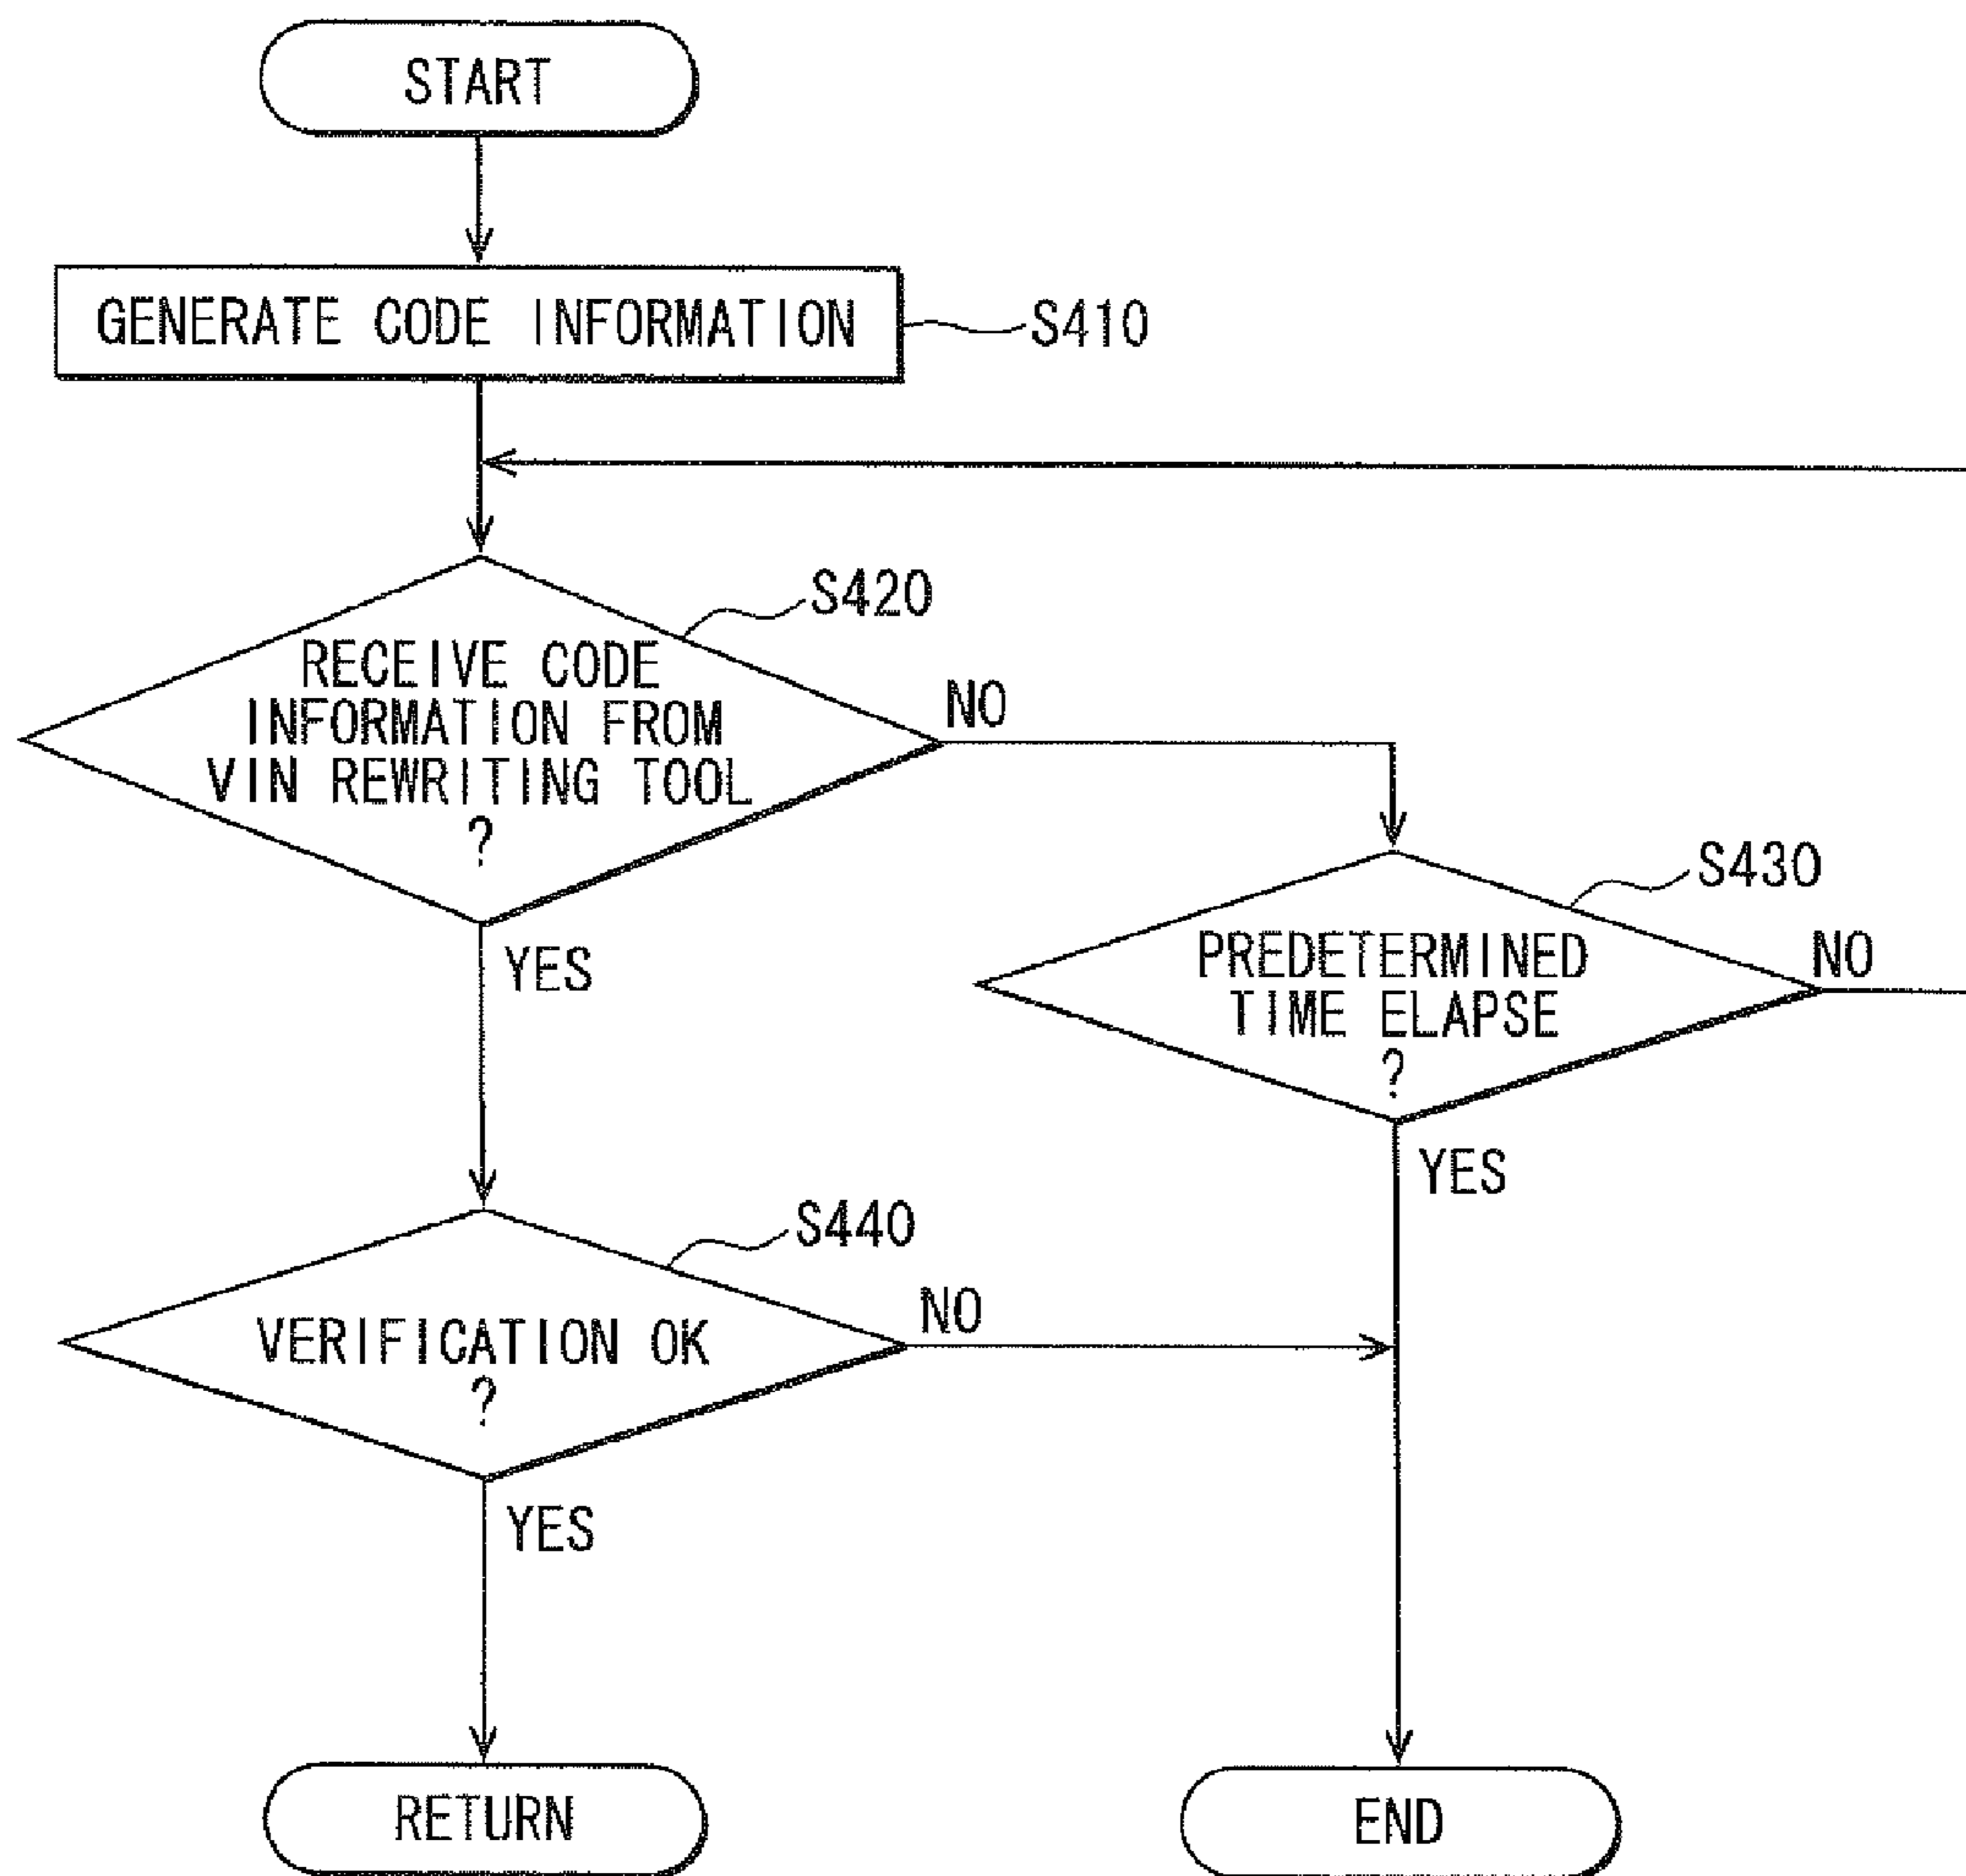 START
GENERATE CODE INFORMATION
S410
S420
RECEIVE CODE
INFORMATION FROM
VIN REWRITING TOOL
?
NO
YES
S430
PREDETERMINED
TIME ELAPSE
?
NO
YES
S440
VERIFICATION OK
?
NO
YES
RETURN
END